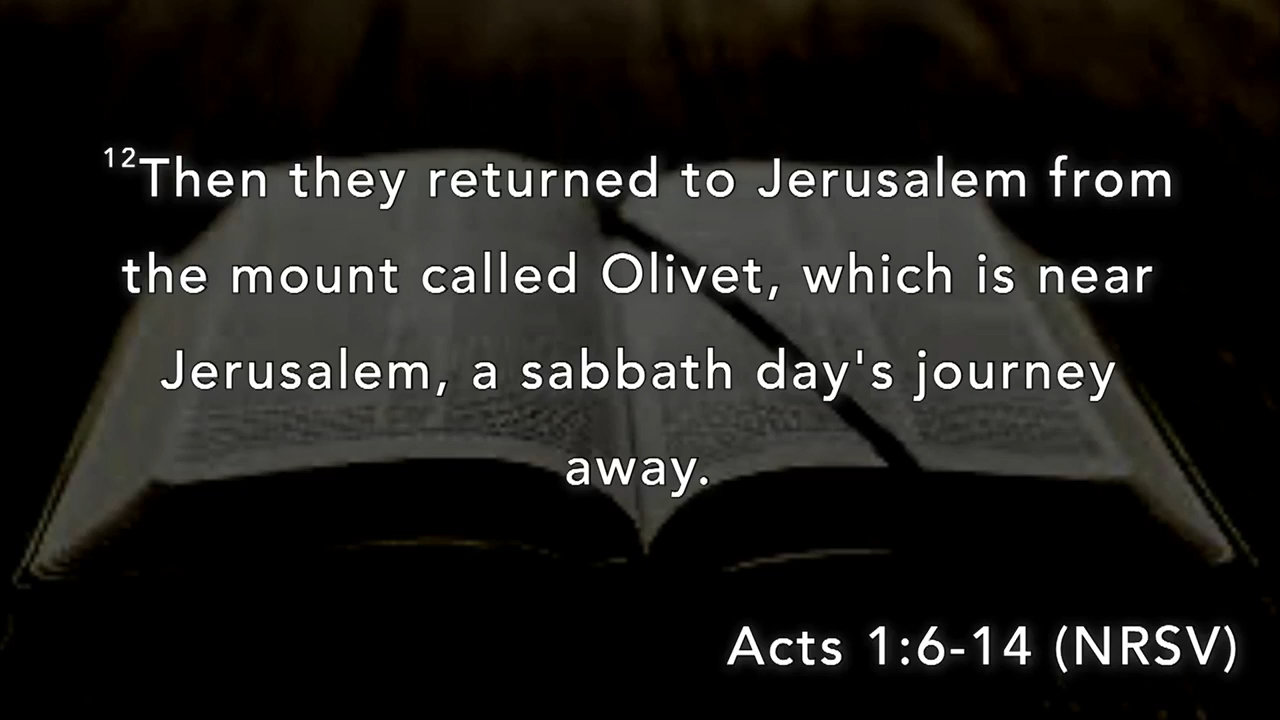 12Then they returned to Jerusalem from
the mount called Olivet, which is near
Jerusalem, a sabbath day's journey
away.
Acts 1:6-14 (NRSV)